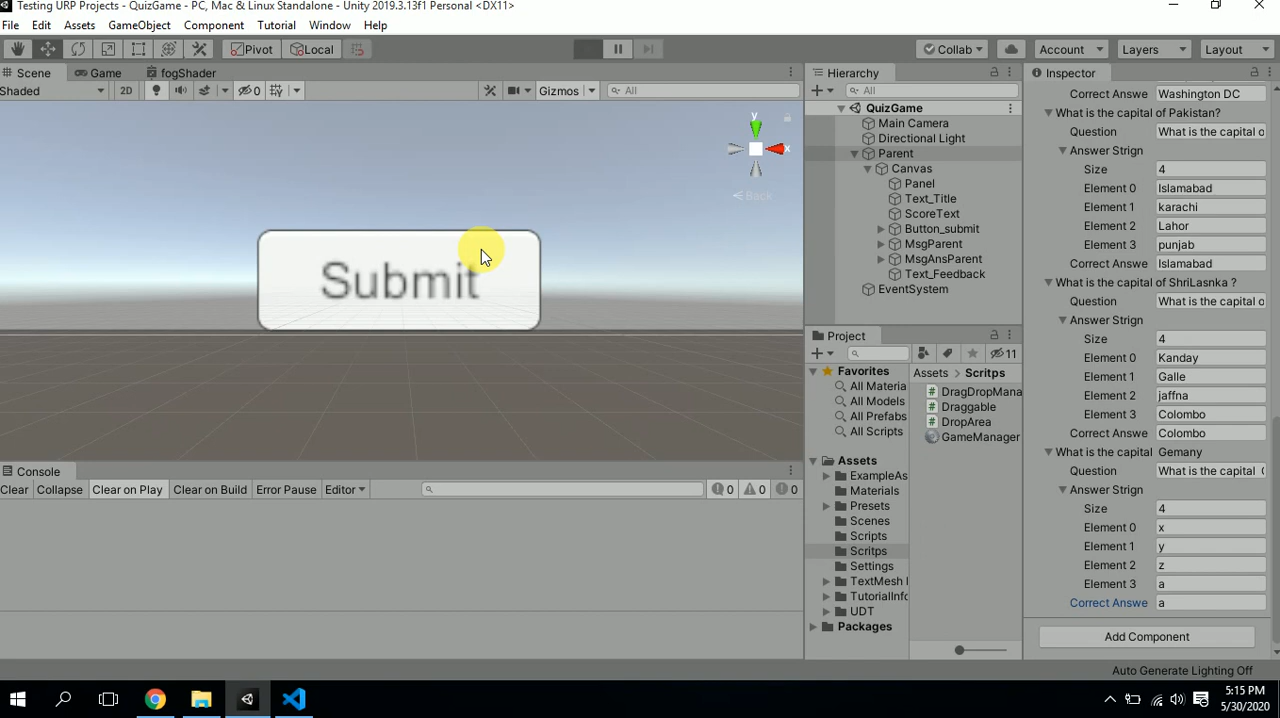 Testing URP Projects - QuizGame - PC, Mac & Linux Standalone - Unity 2019.3.13f1 Personal <DX11>
File Edit Assets GameObject Component Tutorial Window Help
Pivot Local Collab Account Layers Layout
Scene Game fogShader
Shaded 2D 0 Gizmos All
y
x
Back
Submit
Console
Clear Collapse Clear on Play Clear on Build Error Pause Editor 0 0 0
Hierarchy
All
QuizGame
Main Camera
Directional Light
Parent
Canvas
Panel
Text_Title
ScoreText
Button_submit
MsgParent
MsgAnsParent
Text_Feedback
EventSystem
Project
11
Favorites
All Materia
All Models
All Prefabs
All Scripts
Assets
ExampleAs
Materials
Presets
Scenes
Scripts
Scritps
Settings
TextMesh
TutorialInfo
UDT
Packages
Assets > Scritps
DragDropMana
Draggable
DropArea
GameManager
Inspector
Correct Answe Washington DC
What is the capital of Pakistan?
Question What is the capital o
Answer Strign
Size 4
Element 0 Islamabad
Element 1 karachi
Element 2 Lahor
Element 3 punjab
Correct Answe Islamabad
What is the capital of ShriLasnka ?
Question What is the capital o
Answer Strign
Size 4
Element 0 Kanday
Element 1 Galle
Element 2 jaffna
Element 3 Colombo
Correct Answe Colombo
What is the capital Gemany
Question What is the capital
Answer Strign
Size 4
Element 0 x
Element 1 y
Element 2 z
Element 3 a
Correct Answe a
Add Component
Auto Generate Lighting Off
5:15 PM
5/30/2020